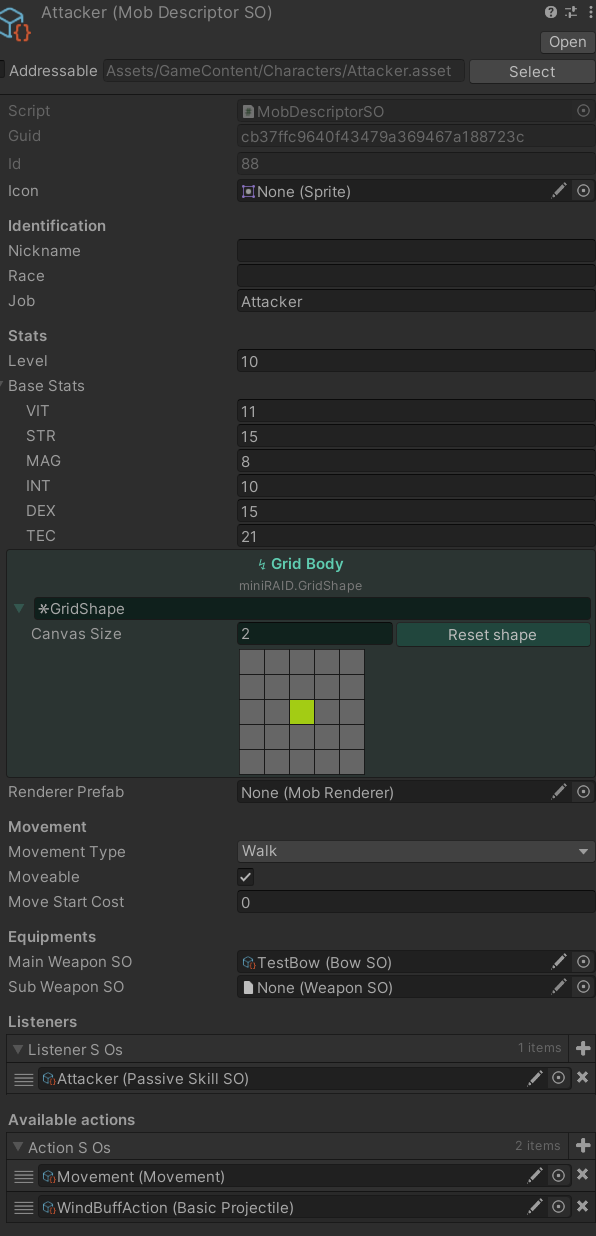 Attacker (Mob Descriptor SO)
Open
Addressable Assets/GameContent/Characters/Attacker.asset Select
Script MobDescriptorSO
Guid cb37ffc9640f43479a369467a188723c
Id 88
Icon None (Sprite)
Identification
Nickname
Race
Job Attacker
Stats
Level 10
Base Stats
VIT 11
STR 15
MAG 8
INT 10
DEX 15
TEC 21
Grid Body
miniRAID.GridShape
GridShape
Canvas Size 2 Reset shape
Renderer Prefab None (Mob Renderer)
Movement
Movement Type Walk
Moveable
Move Start Cost 0
Equipments
Main Weapon SO TestBow (Bow SO)
Sub Weapon SO None (Weapon SO)
Listeners
Listener S Os 1 items
Attacker (Passive Skill SO)
Available actions
Action S Os 2 items
Movement (Movement)
WindBuffAction (Basic Projectile)